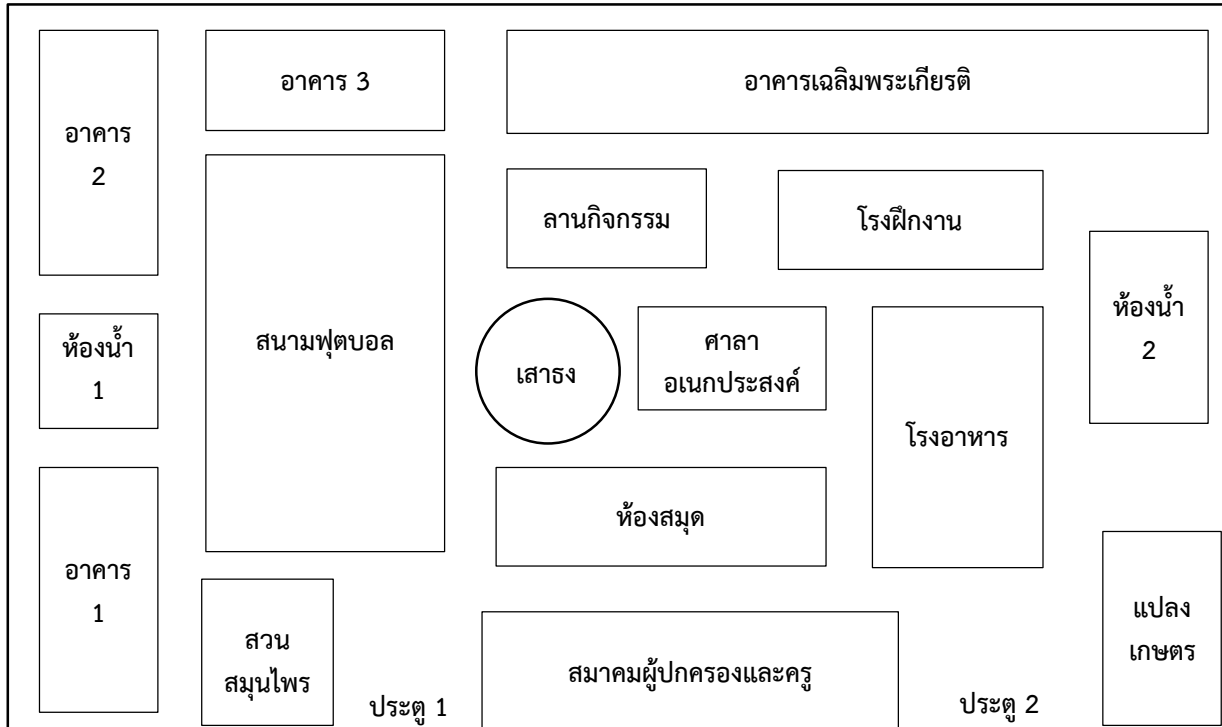 อาคาร 3
อาคารเฉลิมพระเกียรติ
อาคาร
2
ลานกิจกรรม
โรงฝึกงาน
ห้องน้ำ
2
ห้องน้ำ
1
สนามฟุตบอล
เสาธง
ศาลา
อเนกประสงค์
โรงอาหาร
ห้องสมุด
อาคาร
1
สวน
สมุนไพร
ประตู 1
สมาคมผู้ปกครองและครู
ประตู 2
แปลง
เกษตร